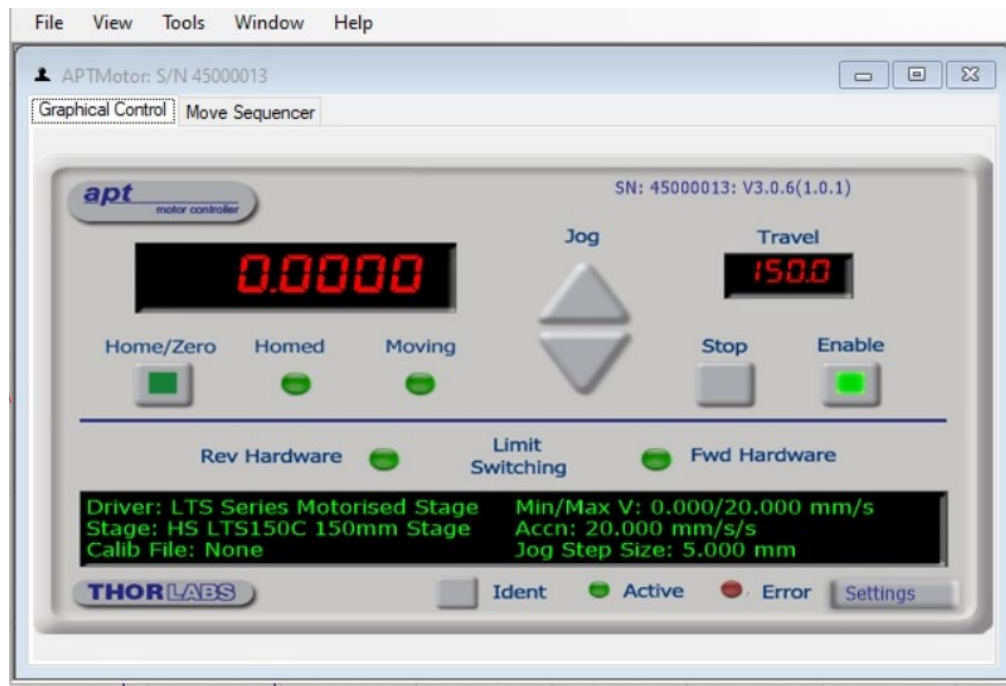 File View Tools Window Help
APTMotor: S/N 45000013
Graphical Control Move Sequencer
apt
motor controller
SN: 45000013: V3.0.6(1.0.1)
Jog
Travel
0.0000
150.0
Home/Zero Homed Moving
Stop Enable
Rev Hardware
Limit
Switching
Fwd Hardware
Driver: LTS Series Motorised Stage
Stage: HS LTS150C 150mm Stage
Calib File: None
Min/Max V: 0.000/20.000 mm/s
Accn: 20.000 mm/s/s
Jog Step Size: 5.000 mm
THORLABS
Ident Active Error Settings